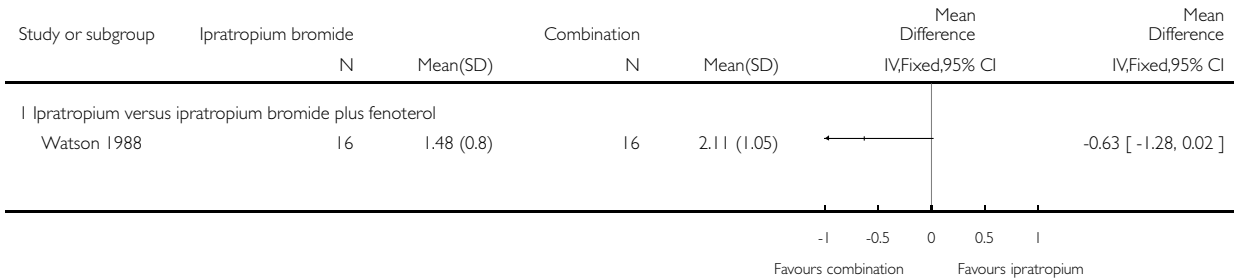 Study or subgroup Ipratropium bromide Combination Mean Difference Mean Difference
N Mean(SD) N Mean(SD) IV,Fixed,95% CI IV,Fixed,95% CI
1 Ipratropium versus ipratropium bromide plus fenoterol
Watson 1988 16 1.48 (0.8) 16 2.11 (1.05) -0.63 [ -1.28, 0.02 ]
-1 -0.5 0 0.5 1
Favours combination Favours ipratropium